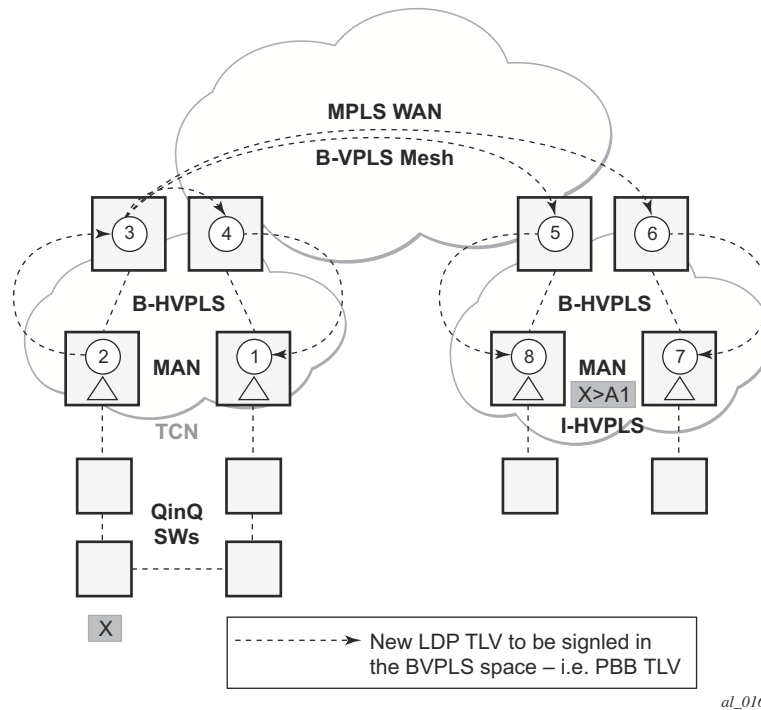 MPLS WAN
B-VPLS Mesh
3
4
5
6
B-HVPLS
B-HVPLS
2
MAN
1
8
MAN
7
X>A1
TCN
I-HVPLS
QinQ
SWs
X
New LDP TLV to be signled in
the BVPLS space – i.e. PBB TLV